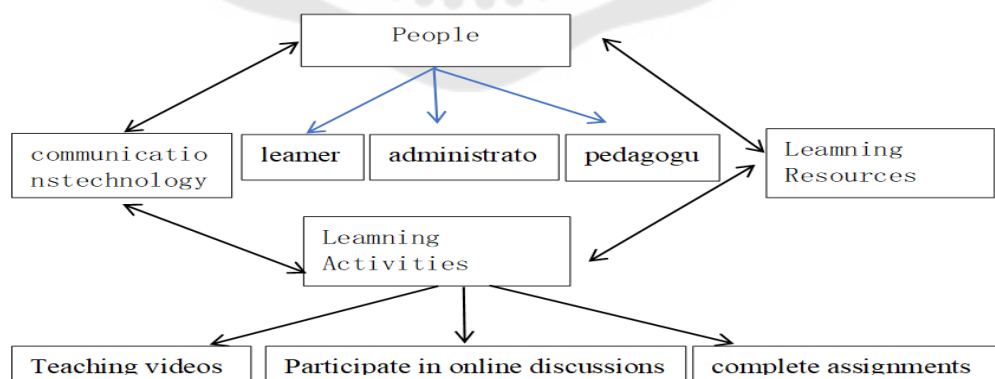 People
communicatio
nstechnology
leamer
administrato
pedagogu
Leamning
Resources
Leamning
Activities
Teaching videos
Participate in online discussions
complete assignments